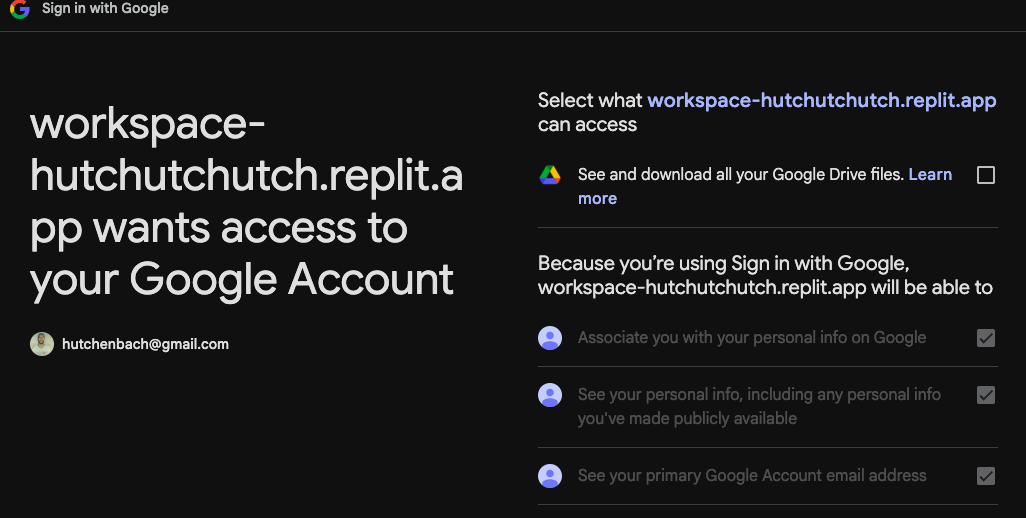 Sign in with Google
workspace-
hutchutchutch.replit.a
pp wants access to
your Google Account
hutchenbach@gmail.com
Select what workspace-hutchutchutch.replit.app
can access
See and download all your Google Drive files. Learn
more
Because you're using Sign in with Google,
workspace-hutchutchutch.replit.app will be able to
Associate you with your personal info on Google
See your personal info, including any personal info
you've made publicly available
See your primary Google Account email address